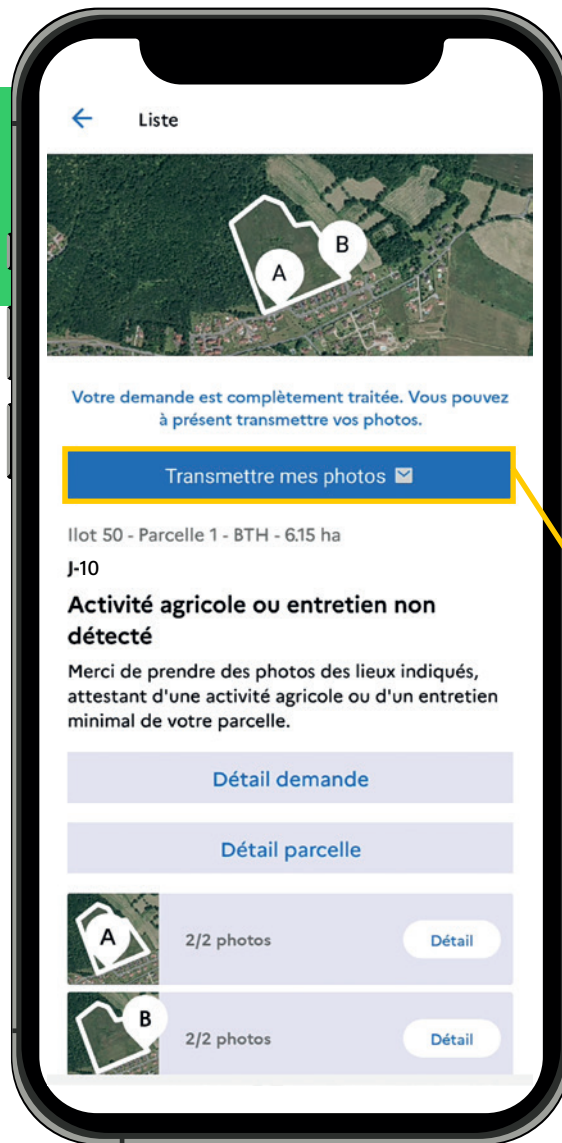 Liste
B
A
Votre demande est complètement traitée. Vous pouvez
à présent transmettre vos photos.
Transmettre mes photos
Ilot 50 - Parcelle 1 - BTH - 6.15 ha
J-10
Activité agricole ou entretien non
détecté
Merci de prendre des photos des lieux indiqués,
attestant d'une activité agricole ou d'un entretien
minimal de votre parcelle.
Détail demande
Détail parcelle
A 2/2 photos Détail
B 2/2 photos Détail